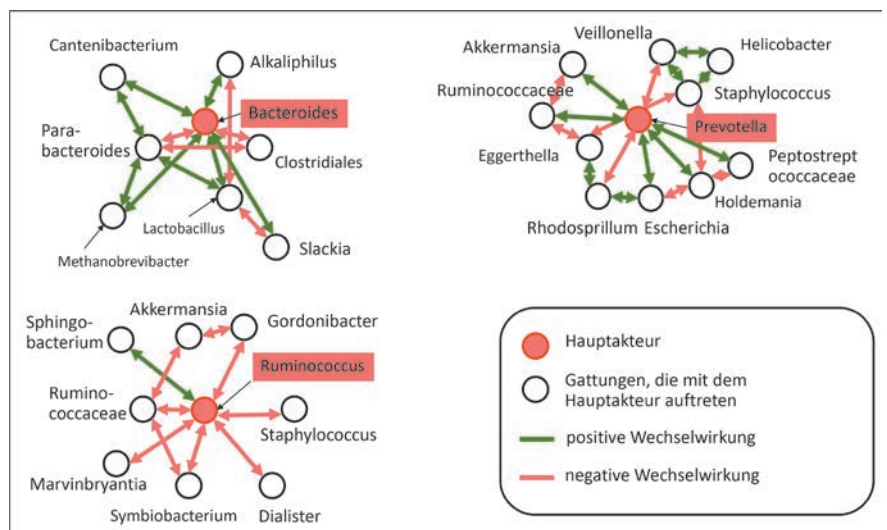 Cantenibacterium
Alkaliphilus
Bacteroides
Para-
bacteroides
Clostridiales
Lactobacillus
Methanobrevibacter
Slackia
Veillonella
Akkermansia
Helicobacter
Ruminoccaceae
Staphylococcus
Prevotella
Eggerthella
Peptostrept
ococcaceae
Holdemania
Rhodosprillum Escherichia
Akkermansia
Sphingo-
bacterium
Gordonibacter
Ruminococcus
Rumino-
coccaceae
Staphylococcus
Marvinbryantia
Symbiobacterium
Dialister
Hauptakteur
Gattungen, die mit dem
Hauptakteur auftreten
positive Wechselwirkung
negative Wechselwirkung